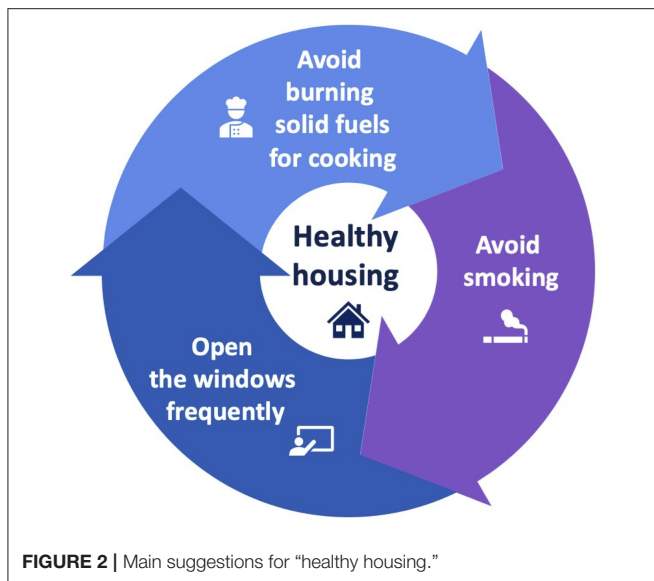 Avoid
burning
solid fuels
for cooking
Healthy
housing
Avoid
smoking
Open
the windows
frequently
FIGURE 2 | Main suggestions for “healthy housing.”